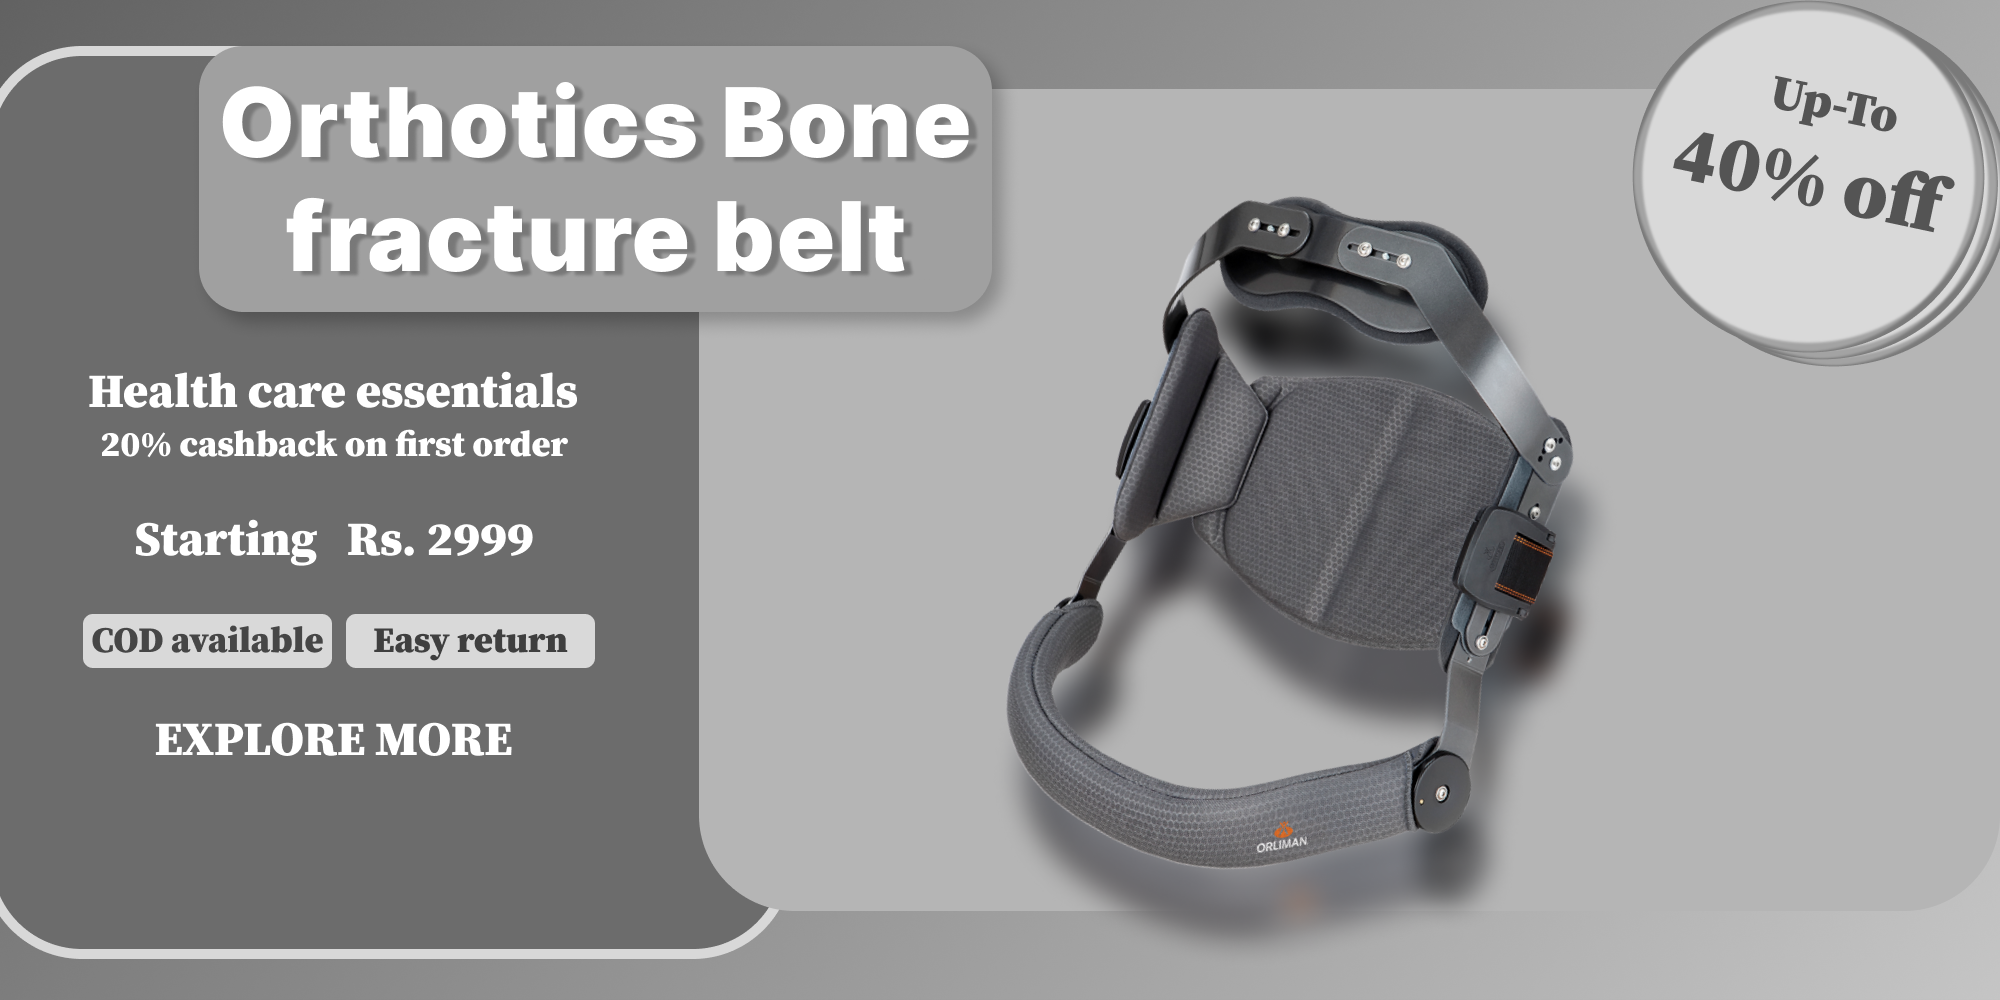 Orthotics Bone
fracture belt
Up-To
40% off
Health care essentials
20% cashback on first order
Starting Rs. 2999
COD available
Easy return
EXPLORE MORE
ORLIMAN